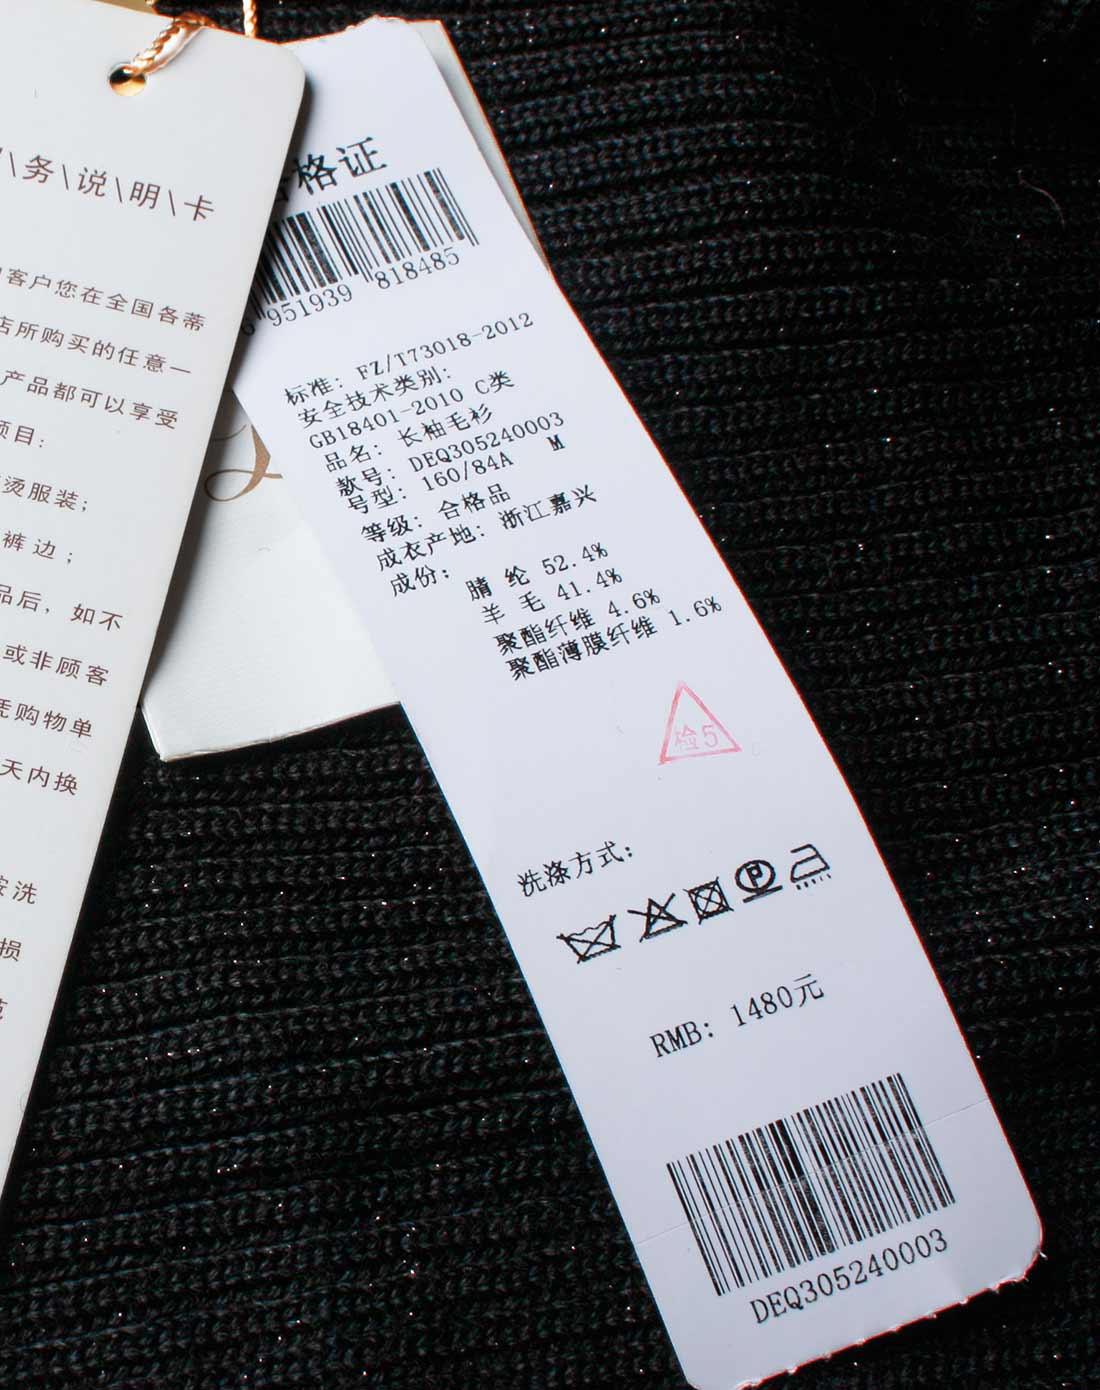 \务\说\明\卡
客户您在全国各蒂
店所购买的任意一
产品都可以享受
项目:
烫服装;
裤边;
品后, 如不
或非顾客
凭购物单
天内换
洗
损
格证
6 951939 818485
标准: FZ/T73018-2012
安全技术类别:
GB18401-2010 C类
品名: 长袖毛衫
款号: DEQ305240003
号型: 160/84A M
等级: 合格品
成衣产地: 浙江嘉兴
成份:
腈 纶 52.4%
羊 毛 41.4%
聚酯纤维 4.6%
聚酯薄膜纤维 1.6%
检5
洗涤方式:
P
RMB: 1480元
DEQ305240003